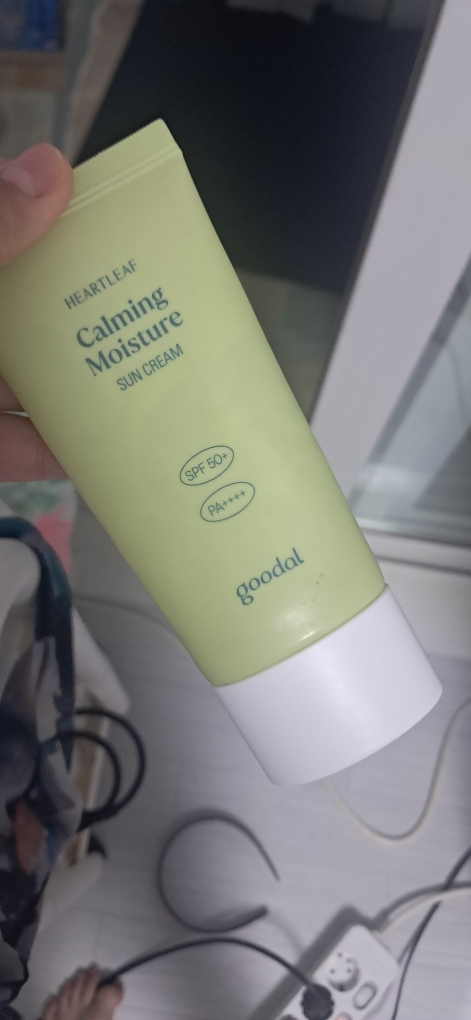 HEARTLEAF
Calming
Moisture
SUN CREAM
SPF 50+
PA++++
goodal